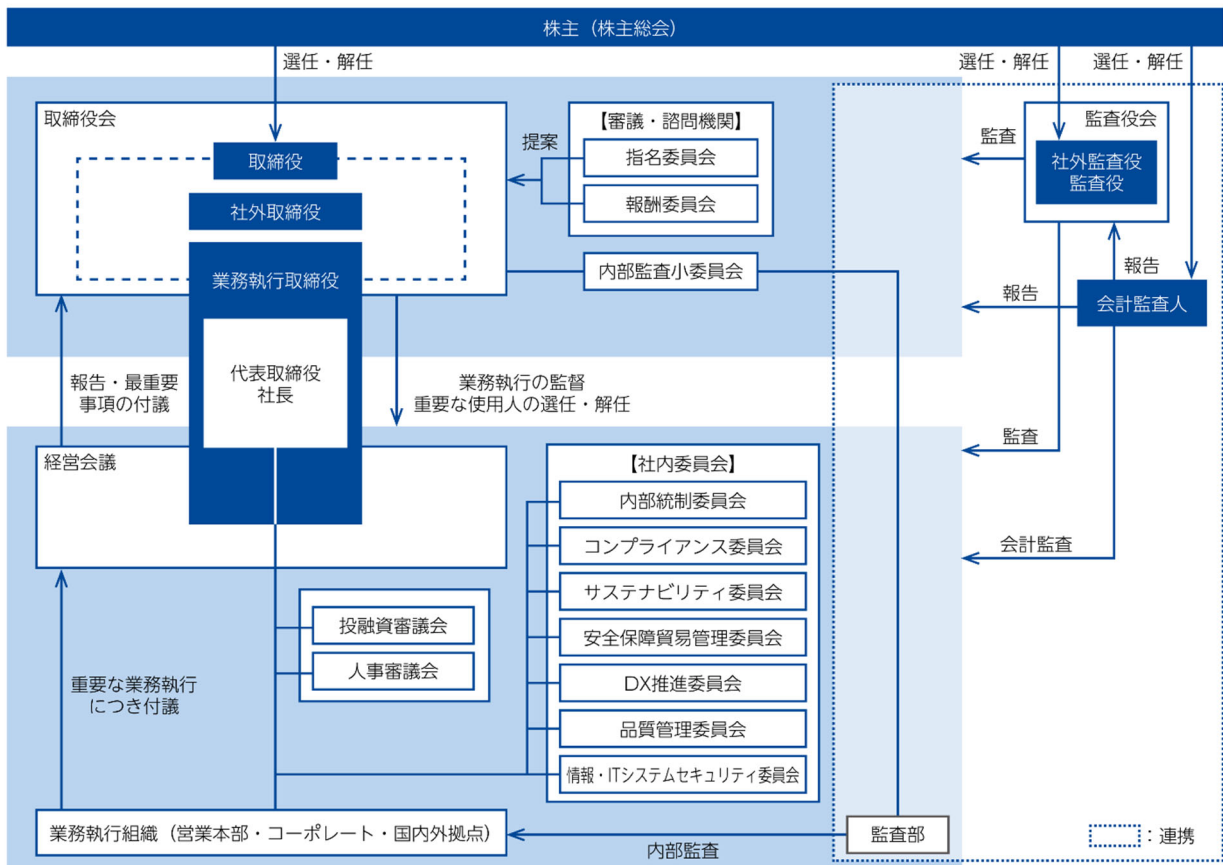 株主（株主総会）
選任・解任
選任・解任
選任・解任
取締役会
取締役
社外取締役
業務執行取締役
代表取締役
社長
提案
【審議・諮問機関】
指名委員会
報酬委員会
内部監査小委員会
監査
監査役会
社外監査役
監査役
報告
報告
会計監査人
報告・最重要
事項の付議
業務執行の監督
重要な使用人の選任・解任
監査
会計監査
経営会議
【社内委員会】
内部統制委員会
コンプライアンス委員会
サステナビリティ委員会
安全保障貿易管理委員会
DX推進委員会
品質管理委員会
情報・ITシステムセキュリティ委員会
投融資審議会
人事審議会
重要な業務執行
につき付議
業務執行組織（営業本部・コーポレート・国内外拠点）
内部監査
監査部
：連携